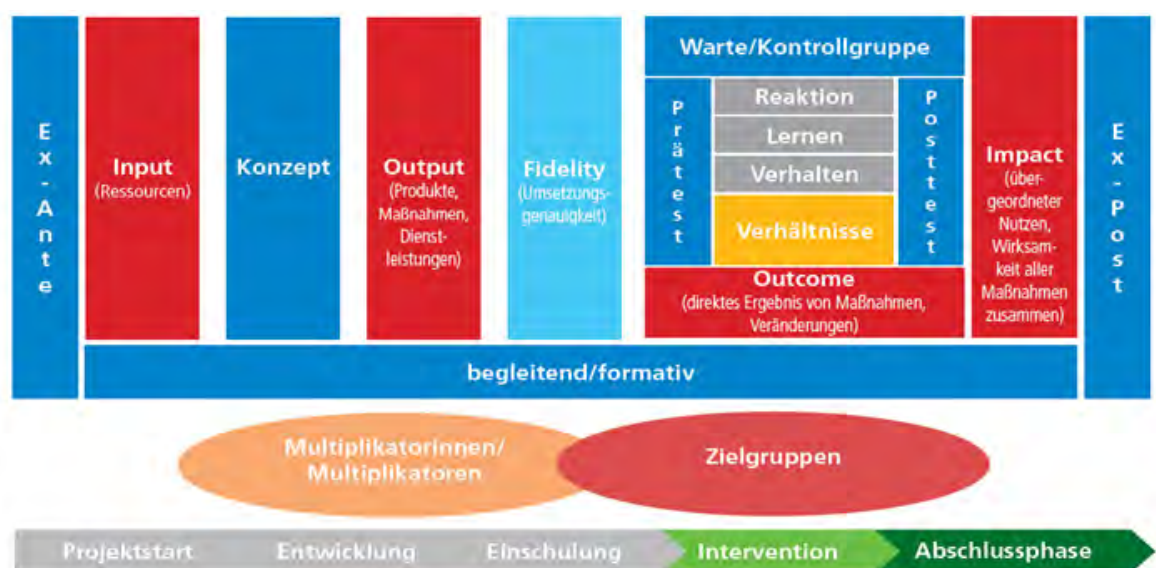 Ex-Ante
Input
(Ressourcen)
Konzept
Output
(Produkte,
Maßnahmen,
Dienst-
leistungen)
Fidelity
(Umsetzungs-
genauigkeit)
Warte/Kontrollgruppe
Prätest
Reaktion
Lernen
Verhalten
Verhältnisse
Posttest
Outcome
(direktes Ergebnis von Maßnahmen,
Veränderungen)
Impact
(über-
geordneter
Nutzen,
Wirksam-
keit aller
Maßnahmen
zusammen)
Ex-Post
begleitend/formativ
Multiplikatorinnen/
Multiplikatoren
Zielgruppen
Projektstart
Entwicklung
Einschulung
Intervention
Abschlussphase